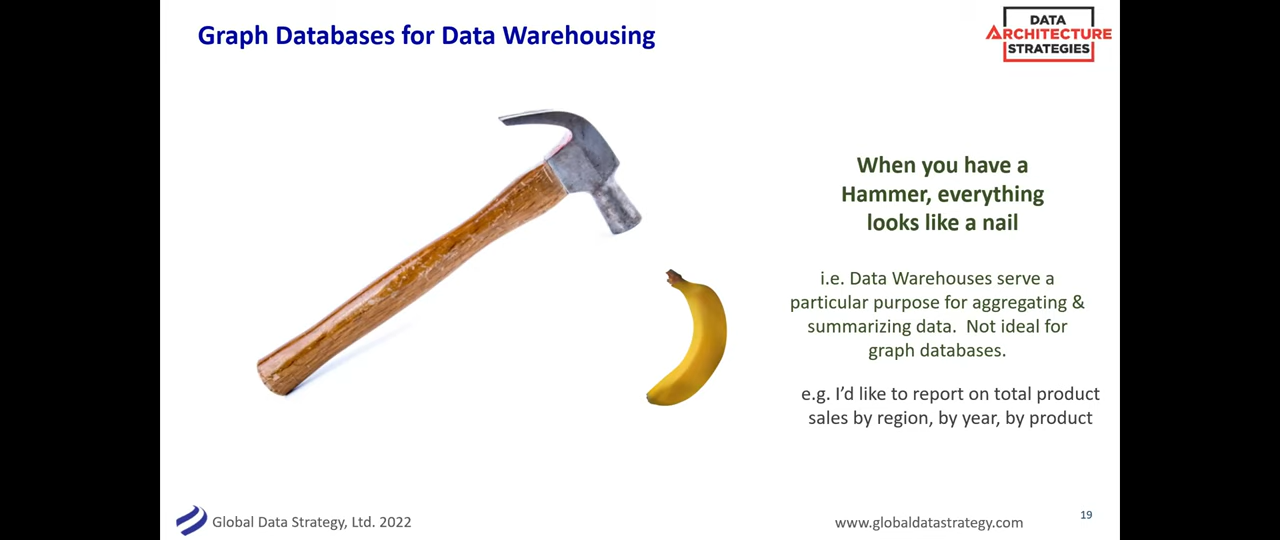 Graph Databases for Data Warehousing
DATA
ARCHITECTURE
STRATEGIES
When you have a
Hammer, everything
looks like a nail
i.e. Data Warehouses serve a
particular purpose for aggregating &
summarizing data.  Not ideal for
graph databases.
e.g. I’d like to report on total product
sales by region, by year, by product
Global Data Strategy, Ltd. 2022
www.globaldatastrategy.com
19